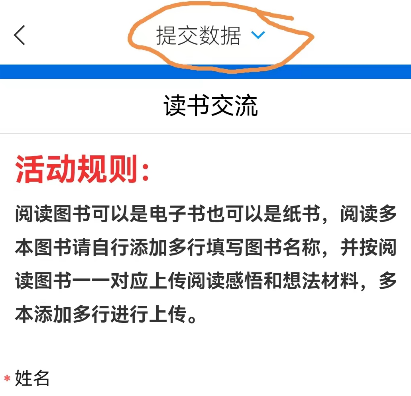 提交数据
读书交流
活动规则：
阅读图书可以是电子书也可以是纸书，阅读多
本图书请自行添加多行填写图书名称，并按阅
读图书一一对应上传阅读感悟和想法材料，多
本添加多行进行上传。
* 姓名